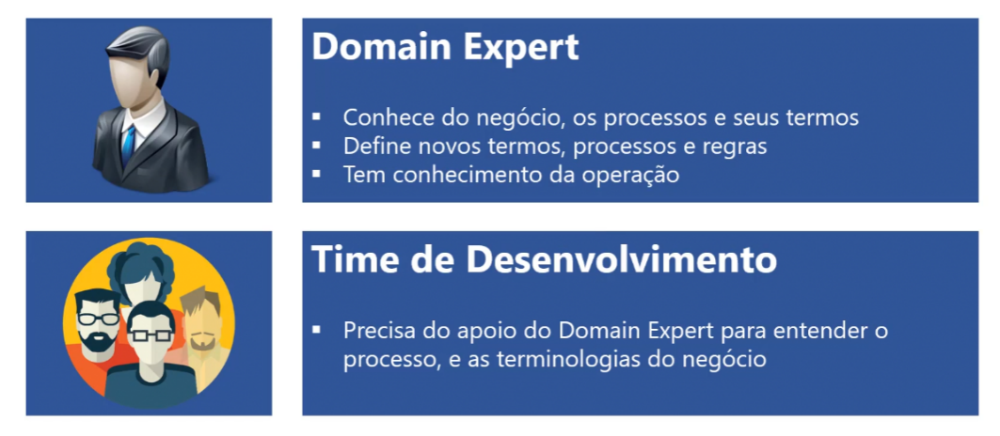 Domain Expert
▪ Conhece do negócio, os processos e seus termos
▪ Define novos termos, processos e regras
▪ Tem conhecimento da operação
Time de Desenvolvimento
▪ Precisa do apoio do Domain Expert para entender o
processo, e as terminologias do negócio